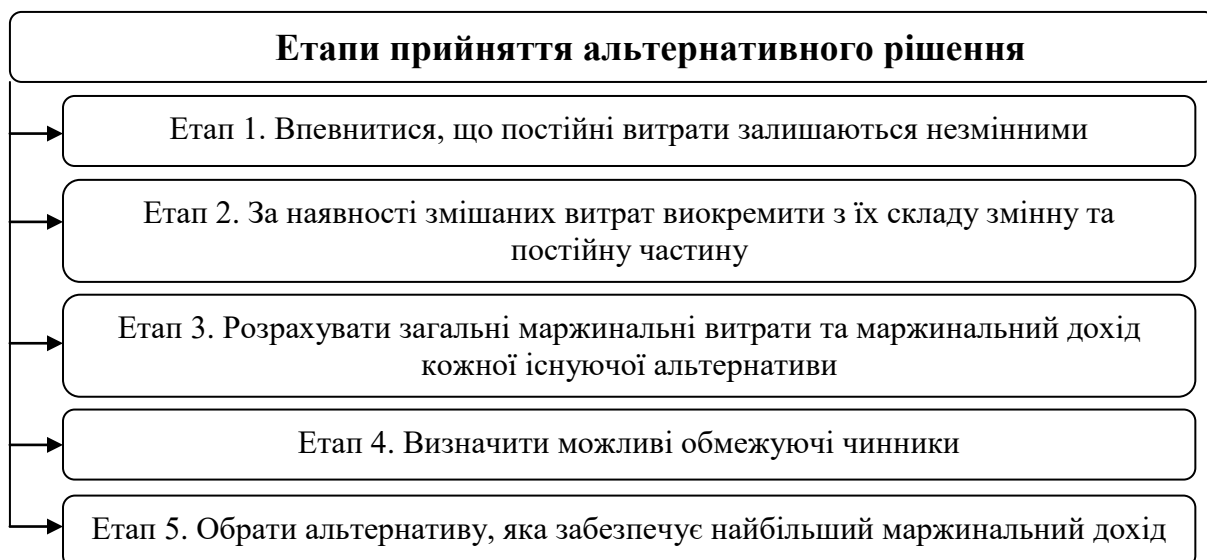 Етапи прийняття альтернативного рішення
Етап 1. Впевнитися, що постійні витрати залишаються незмінними
Етап 2. За наявності змішаних витрат виокремити з їх складу змінну та
постійну частину
Етап 3. Розрахувати загальні маржинальні витрати та маржинальний дохід
кожної існуючої альтернативи
Етап 4. Визначити можливі обмежуючі чинники
Етап 5. Обрати альтернативу, яка забезпечує найбільший маржинальний дохід